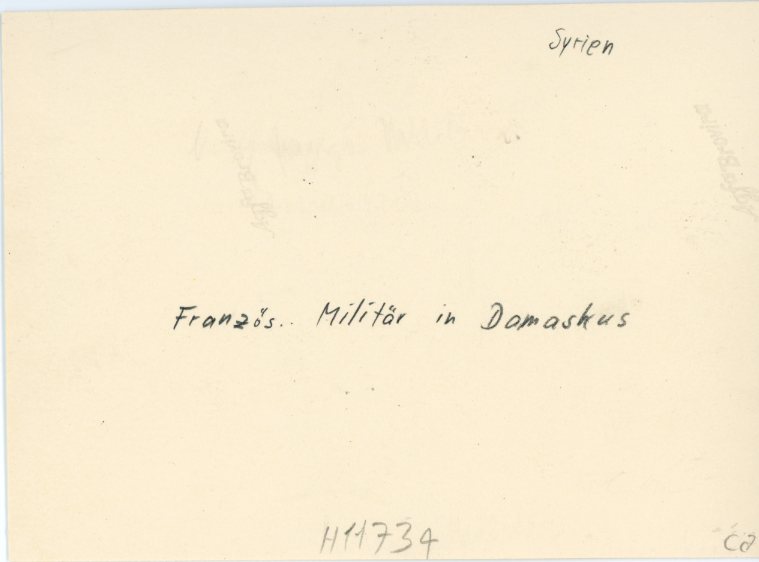 Syrien
Französ.. Militär in Damaskus
H11734
ca